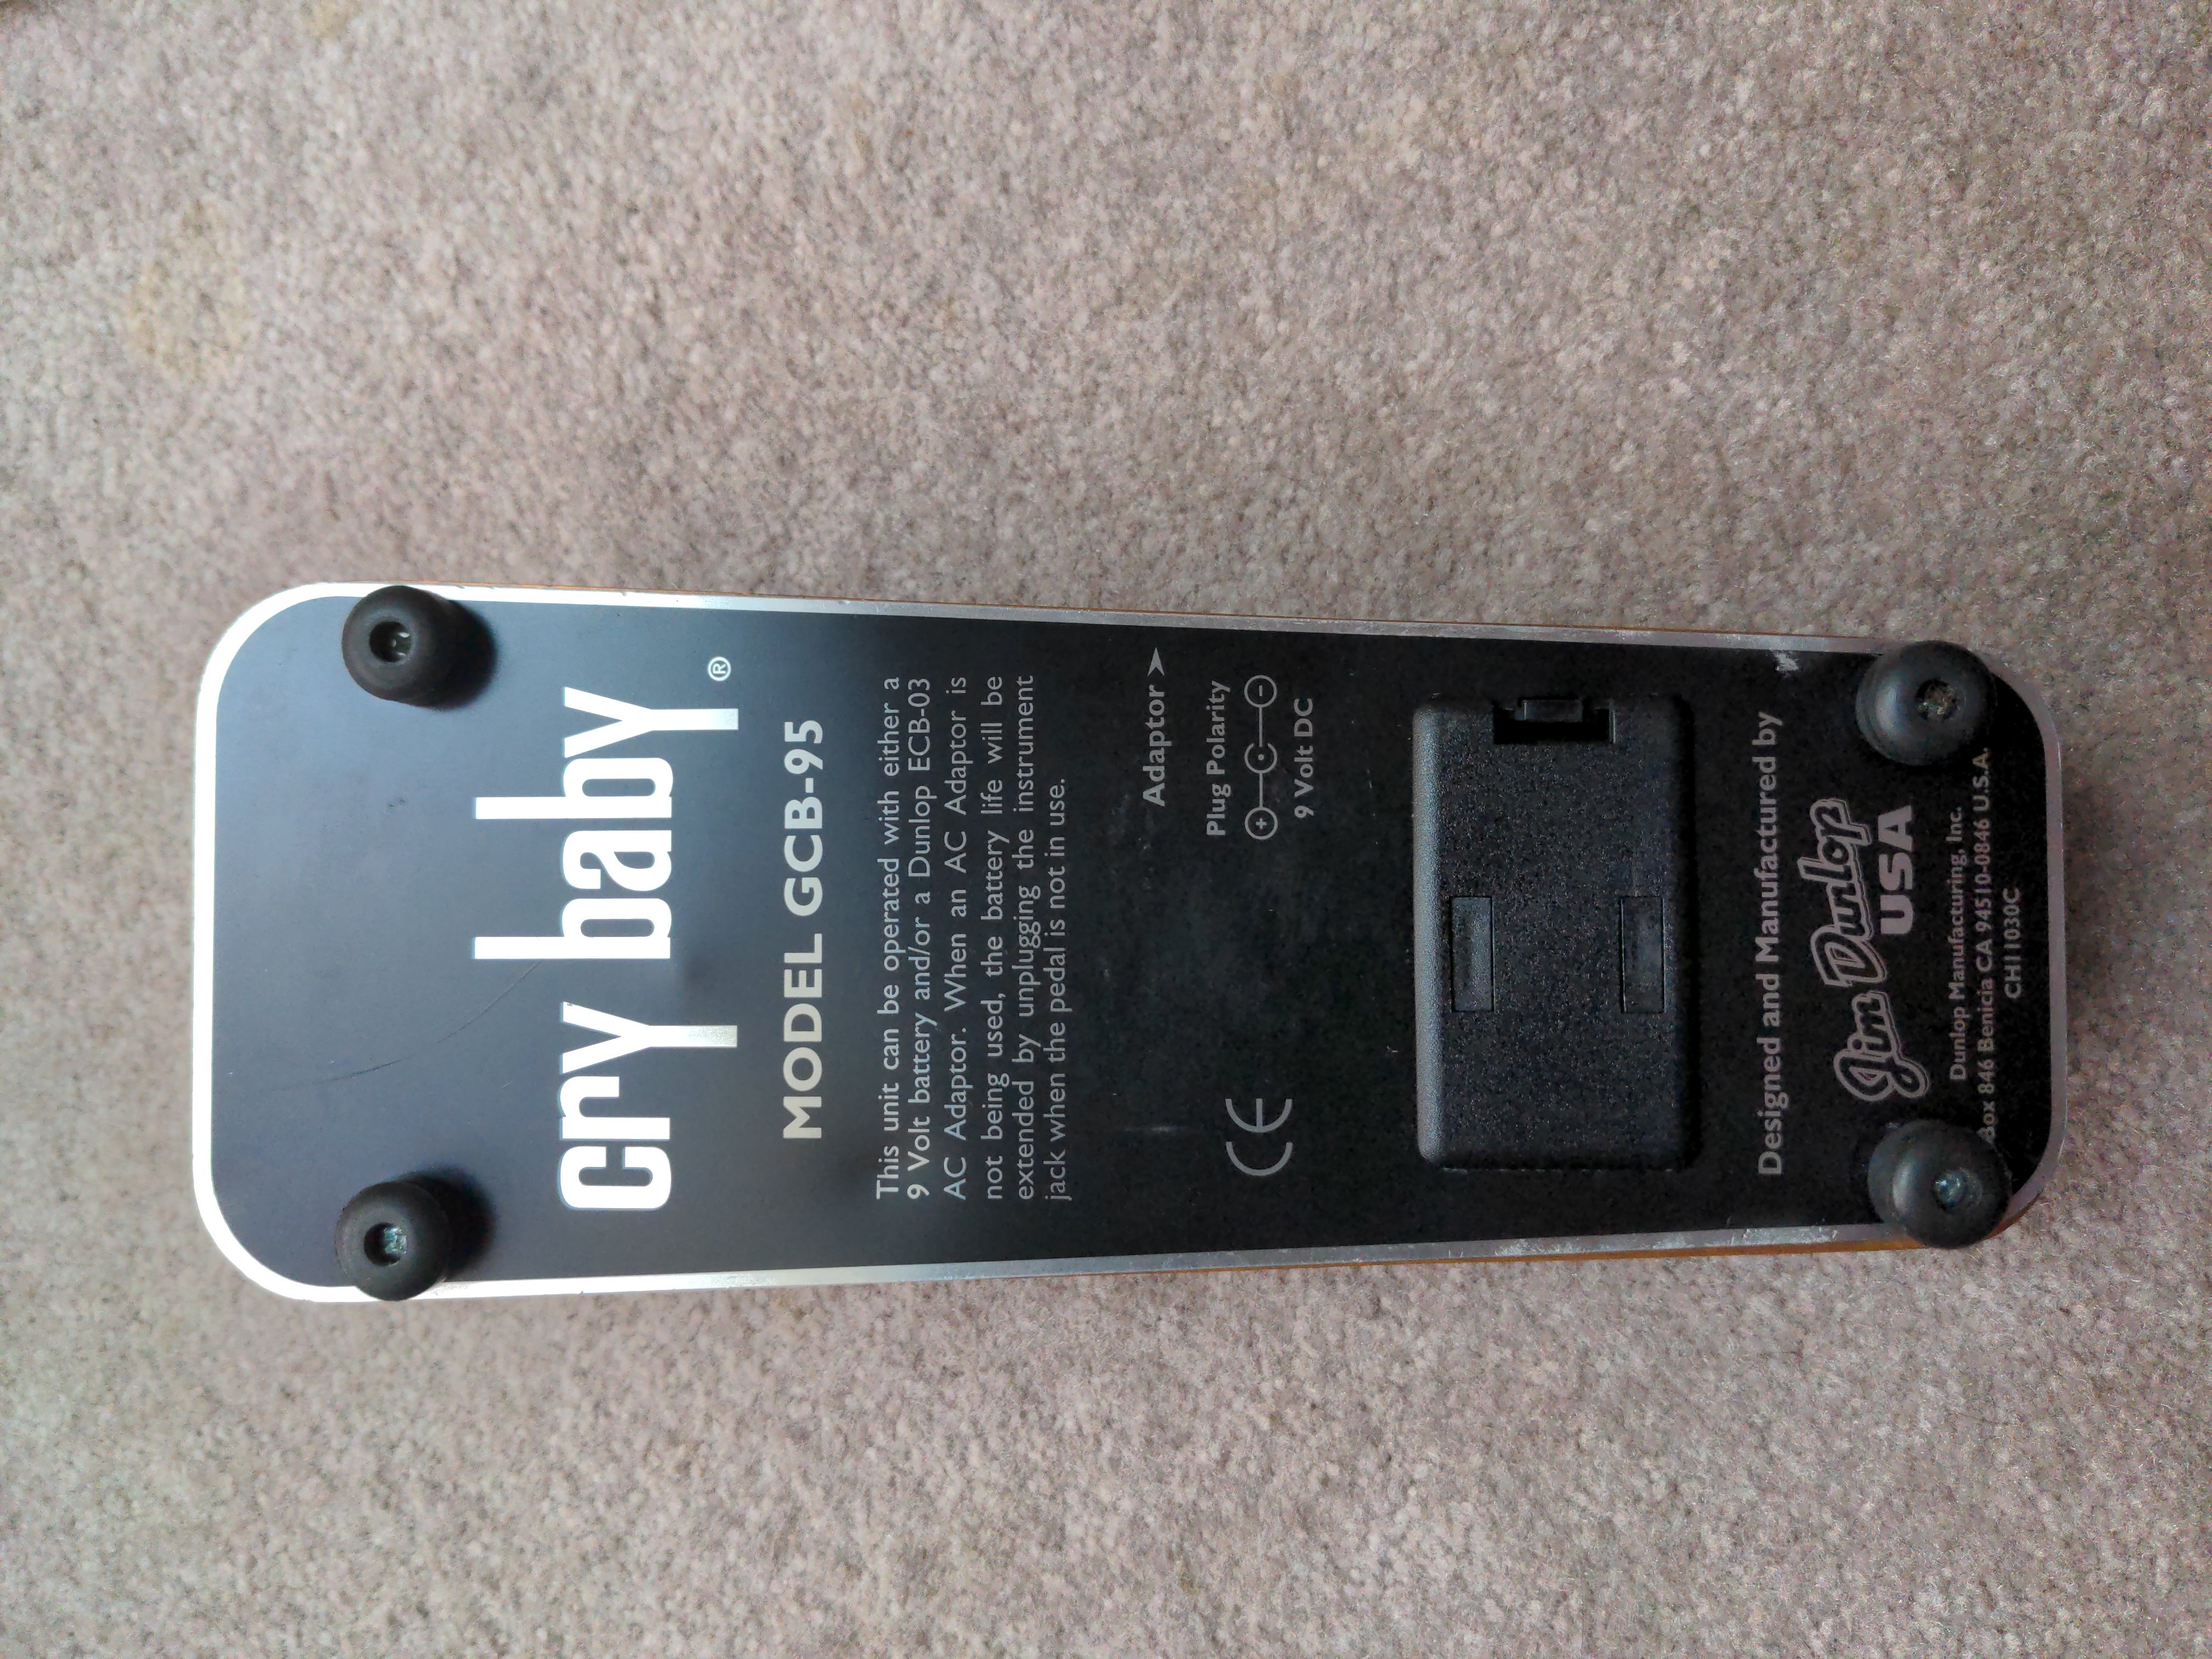 cry baby®
MODEL GCB-95
This unit can be operated with either a
9 Volt battery and/or a Dunlop ECB-03
AC Adaptor. When an AC Adaptor is
not being used, the battery life will be
extended by unplugging the instrument
jack when the pedal is not in use.
Adaptor >
Plug Polarity
+ C -
9 Volt DC
CE
Designed and Manufactured by
Jim Dunlop
USA
Dunlop Manufacturing, Inc.
Box 846 Benicia CA 94510-0846 U.S.A.
CH11030C